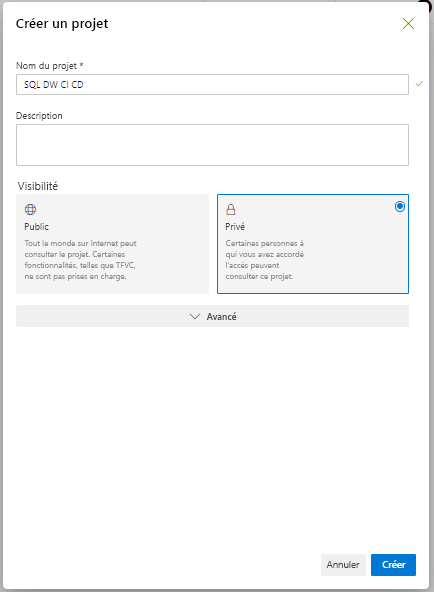 Créer un projet
Nom du projet *
SQL DW CI CD
Description
Visibilité
Public
Tout le monde sur Internet peut
consulter le projet. Certaines
fonctionnalités, telles que TFVC,
ne sont pas prises en charge.
Privé
Certaines personnes à
qui vous avez accordé
l'accès peuvent
consulter ce projet.
Avancé
Annuler
Créer